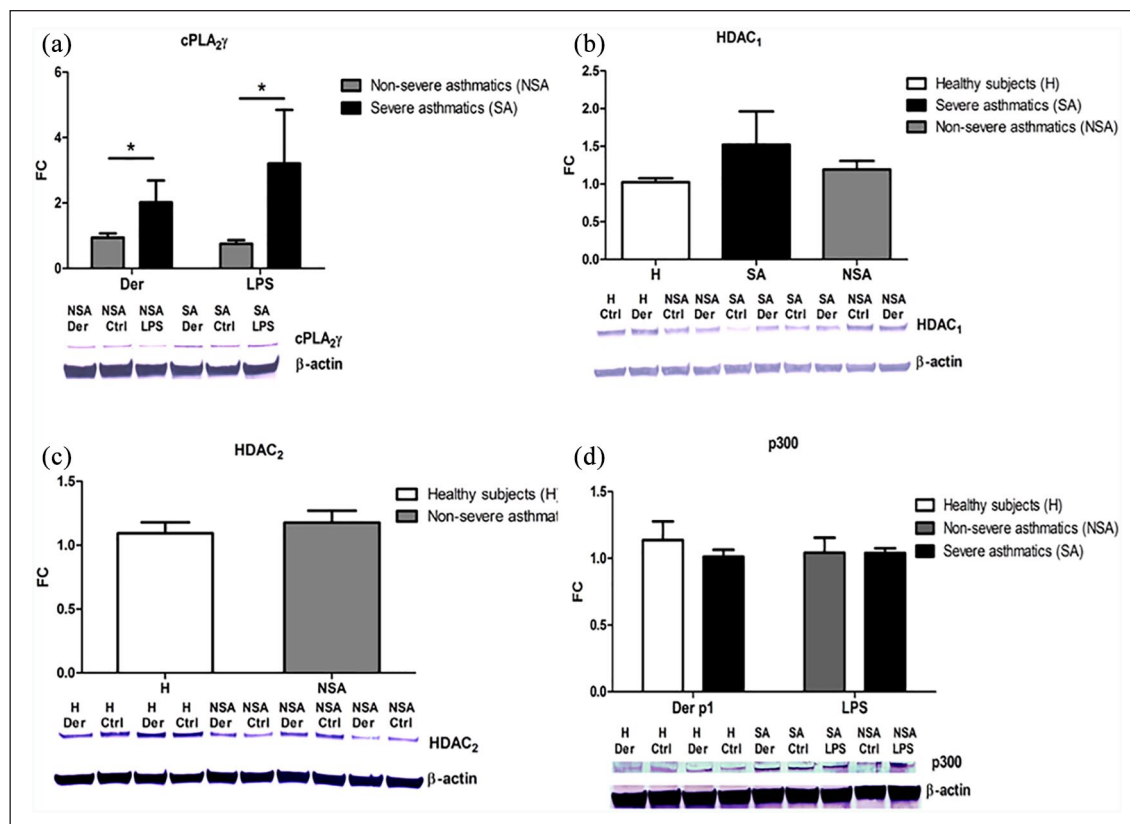 (a)
cPLA₂γ
Non-severe asthmatics (NSA
Severe asthmatics (SA)
6
4
2
0
FC
*
*
Der LPS
NSA NSA NSA SA SA SA
Der Ctrl LPS Der Ctrl LPS
cPLA₂γ
β-actin
(b)
HDAC₁
Healthy subjects (H)
Severe asthmatics (SA)
Non-severe asthmatics (NSA)
2.5
2.0
1.5
1.0
0.5
0.0
FC
H SA NSA
H H NSA NSA SA SA SA SA NSA NSA
Ctrl Der Ctrl Der Ctrl Der Ctrl Der Ctrl Der
HDAC₁
β-actin
(c)
HDAC₂
Healthy subjects (H)
Non-severe asthmat
1.5
1.0
0.5
0.0
FC
H NSA
H H H H NSA NSA NSA NSA NSA NSA
Der Ctrl Der Ctrl Der Ctrl Der Ctrl Der Ctrl
HDAC₂
β-actin
(d)
p300
Healthy subjects (H)
Non-severe asthmatics (NSA)
Severe asthmatics (SA)
1.5
1.0
0.5
0.0
FC
Der p1 LPS
H H H H SA SA SA NSA NSA
Der Ctrl Der Ctrl Der Ctrl LPS Ctrl LPS
p300
β-actin